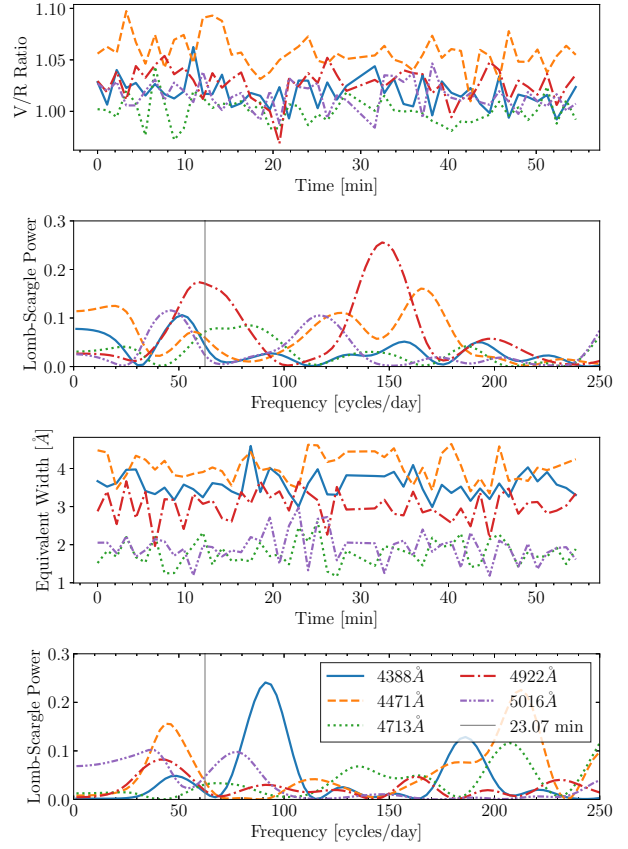 V/R Ratio
1.10
1.05
1.00
0 10 20 30 40 50
Time [min]
Lomb-Scargle Power
0.3
0.2
0.1
0.0
0 50 100 150 200 250
Frequency [cycles/day]
Equivalent Width [Å]
4
3
2
1
0 10 20 30 40 50
Time [min]
Lomb-Scargle Power
0.3
0.2
0.1
0.0
4388Å 4922Å
4471Å 5016Å
4713Å 23.07 min
0 50 100 150 200 250
Frequency [cycles/day]